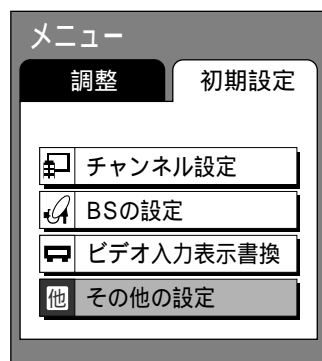 メニュー
調整 初期設定
チャンネル設定
BSの設定
ビデオ入力表示書換
他 その他の設定